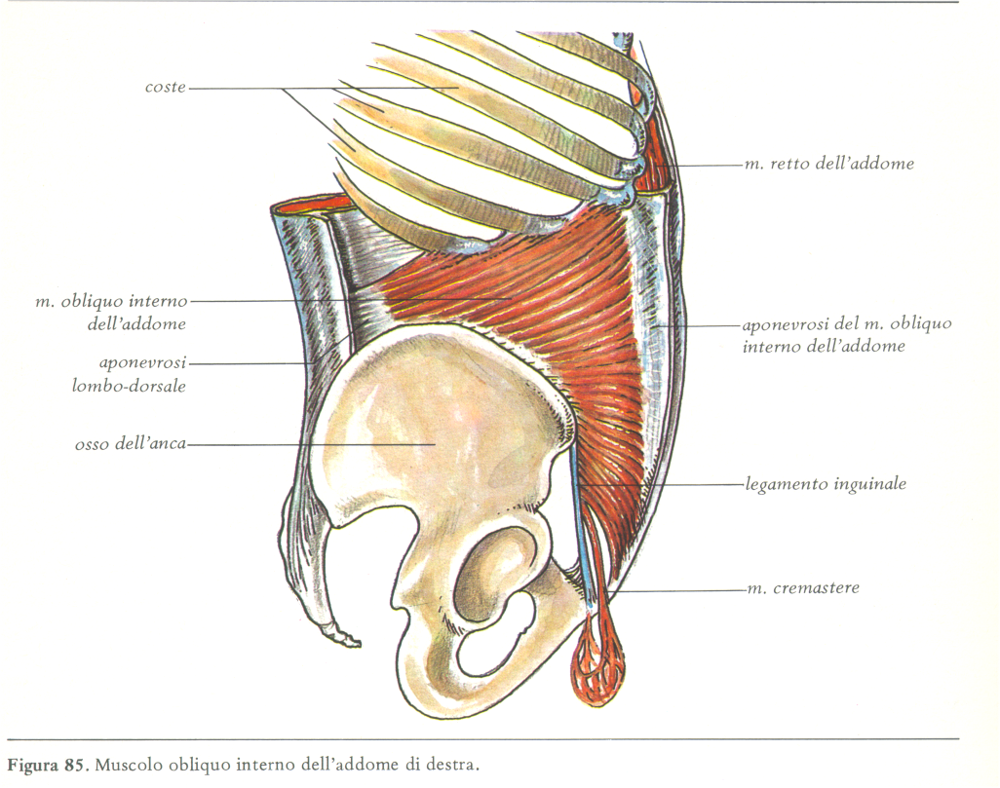 coste
m. retto dell'addome
m. obliquo interno
dell'addome
aponevrosi del m. obliquo
interno dell'addome
aponevrosi
lombo-dorsale
osso dell'anca
legamento inguinale
m. cremastere
Figura 85. Muscolo obliquo interno dell'addome di destra.